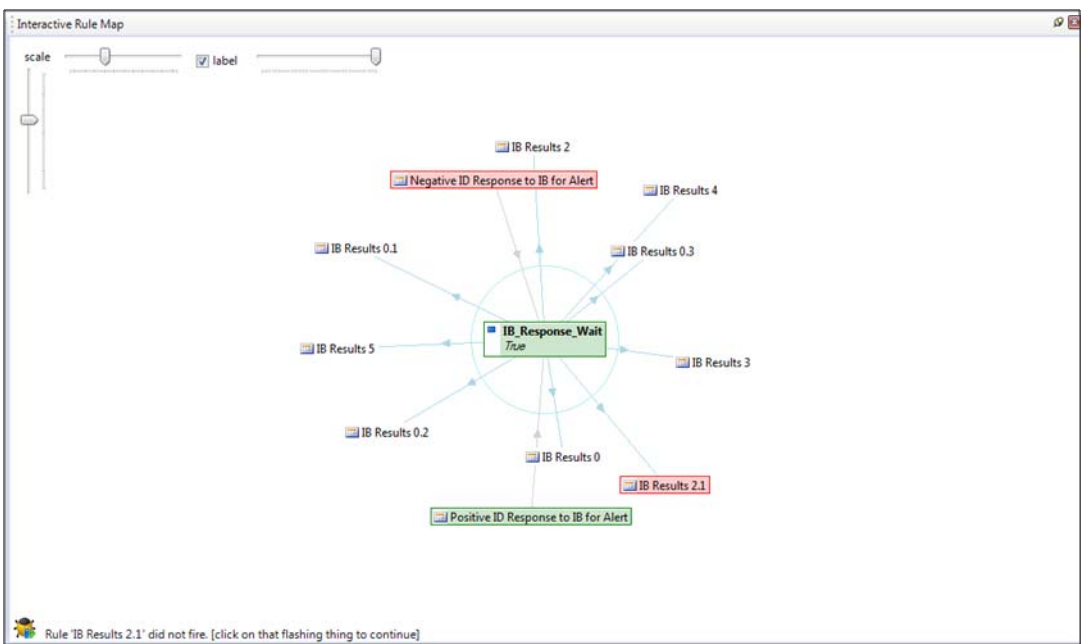 Interactive Rule Map
scale
label
IB Results 2
Negative ID Response to IB for Alert
IB Results 4
IB Results 0.1
IB Results 0.3
IB_Response_Wait
True
IB Results 5
IB Results 3
IB Results 0.2
IB Results 0
IB Results 2.1
Positive ID Response to IB for Alert
Rule 'IB Results 2.1' did not fire. [click on that flashing thing to continue]